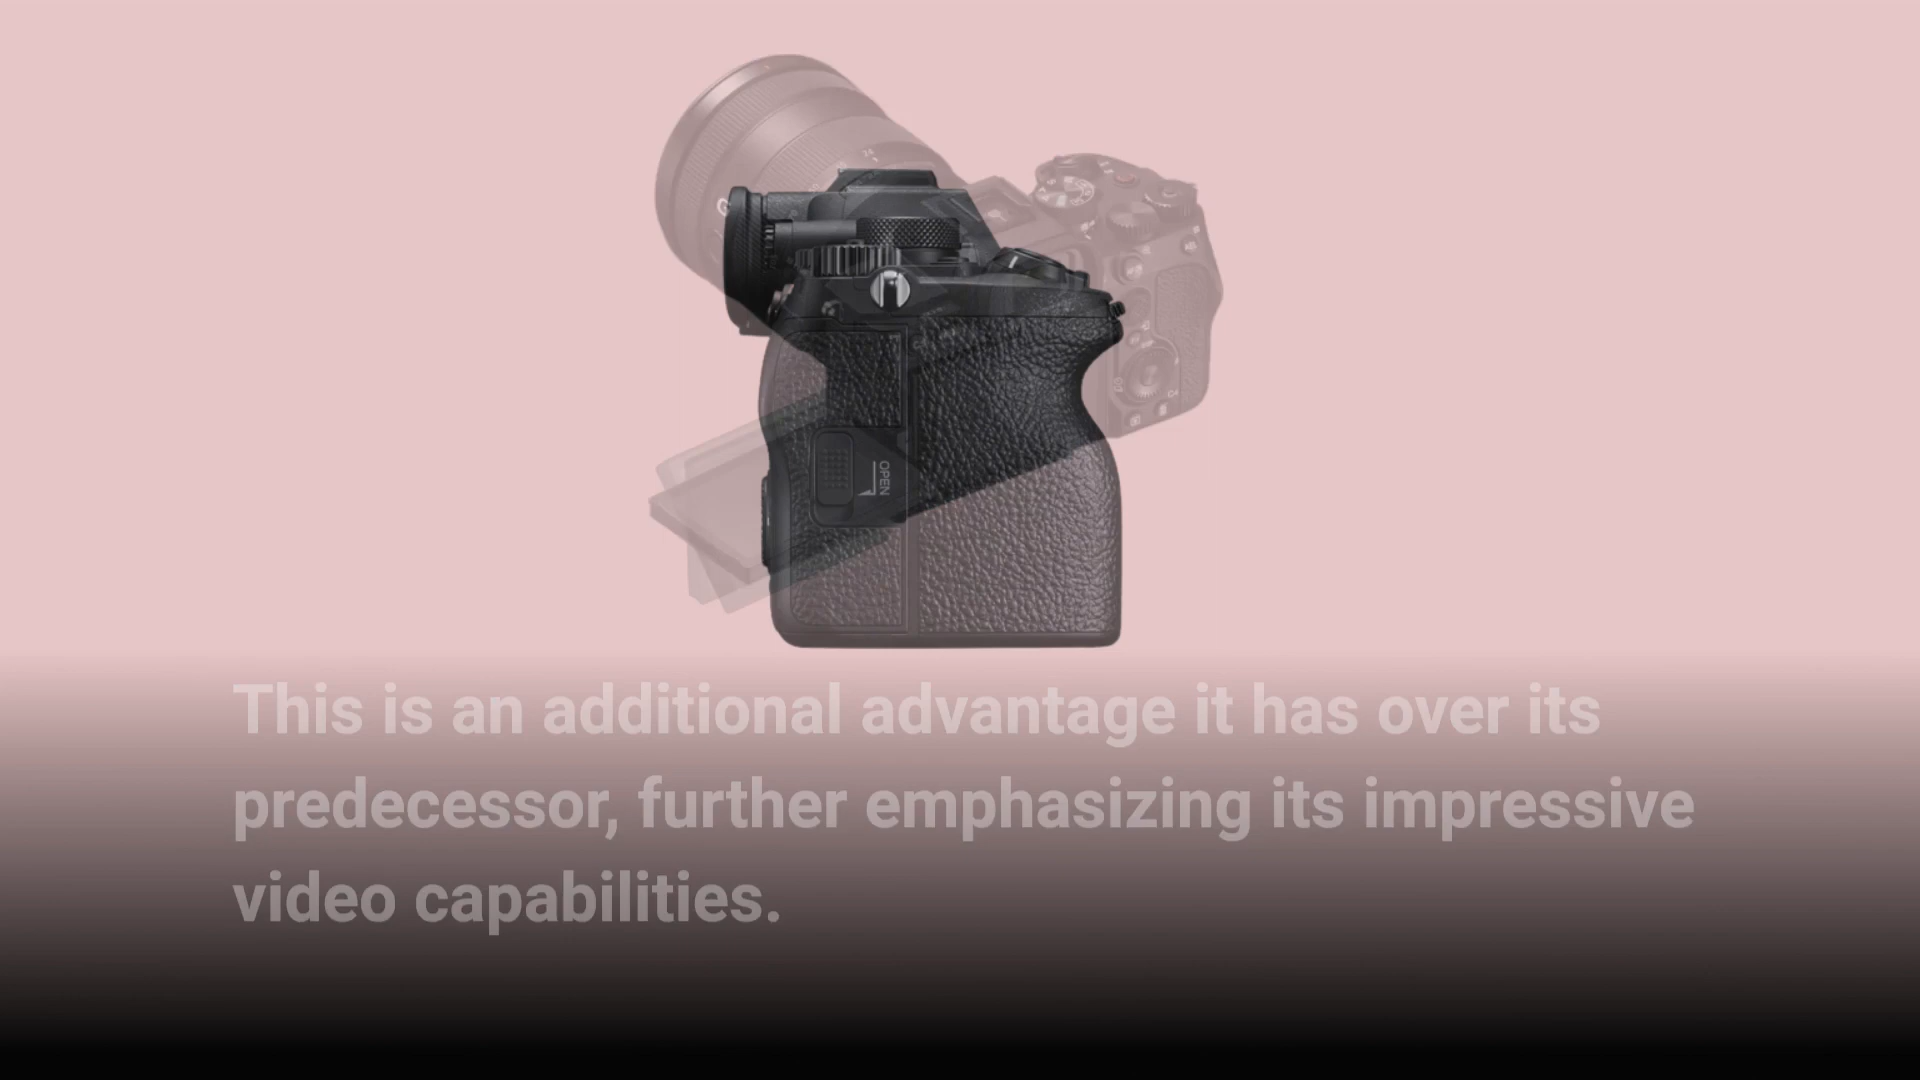 G
OPEN
This is an additional advantage it has over its
predecessor, further emphasizing its impressive
video capabilities.